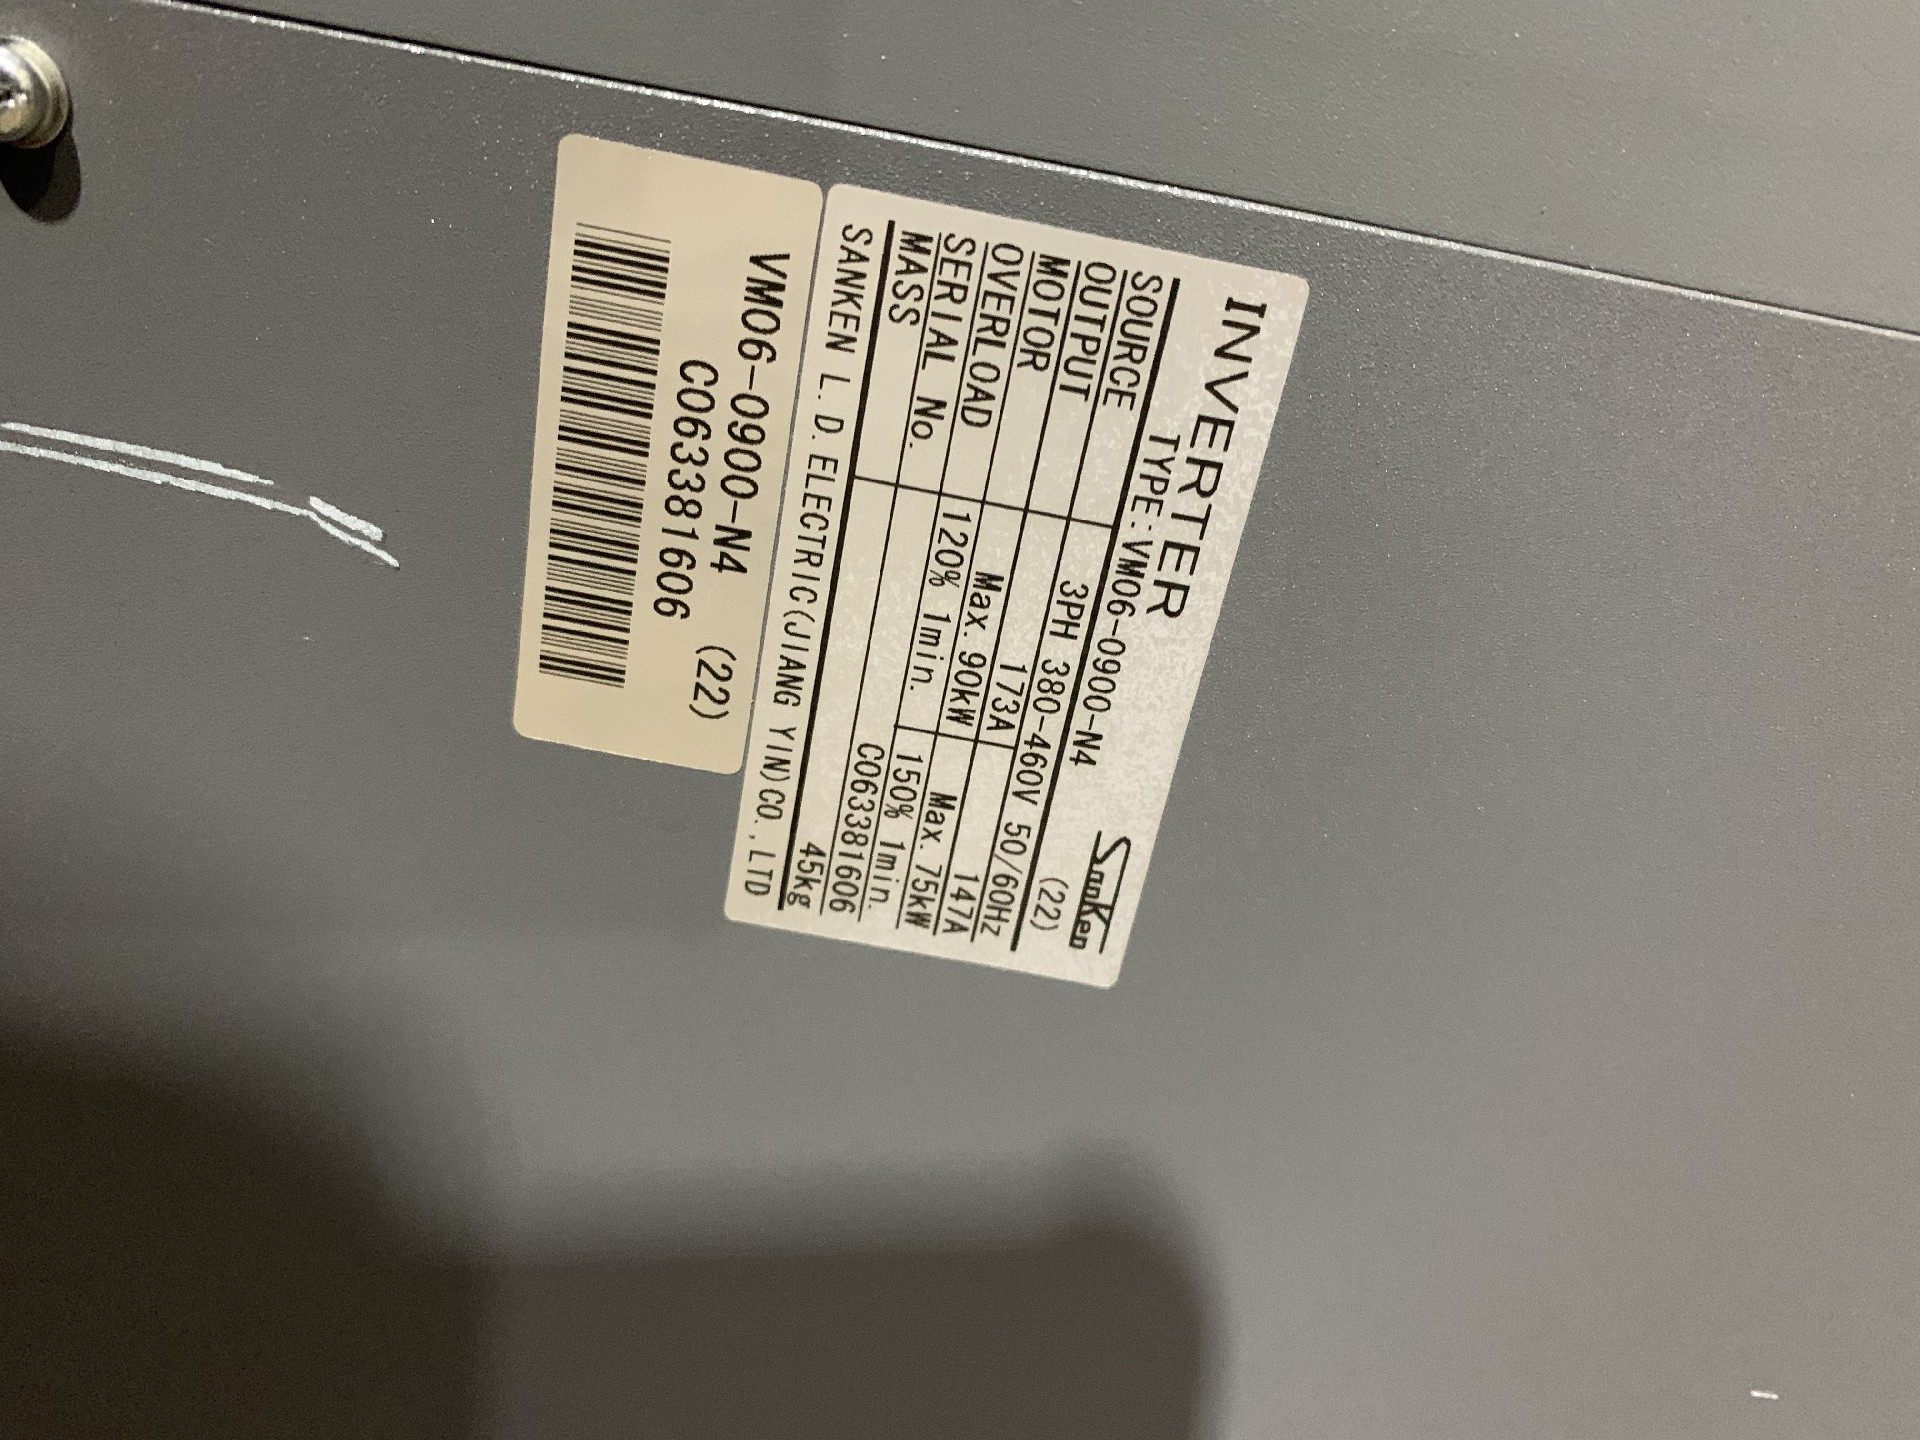 INVERTER
Sanken
TYPE:VM06-0900-N4 (22)
SOURCE 3PH 380-460V 50/60Hz
OUTPUT 173A 147A
MOTOR Max. 90kW Max. 75kW
OVERLOAD 120% 1min. 150% 1min.
SERIAL No. C063381606
MASS 45kg
SANKEN L.D.ELECTRIC(JIANG YIN)CO.,LTD
VM06-0900-N4 (22)
C063381606